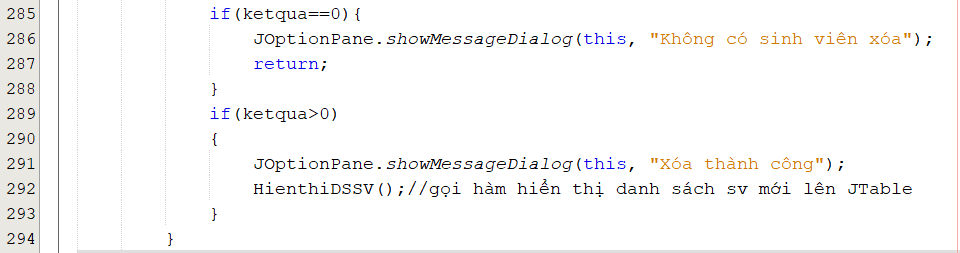 285 if(ketqua==0){
286 JOptionPane.showMessageDialog(this, "Không có sinh viên xóa");
287 return;
288 }
289 if(ketqua>0)
290 {
291 JOptionPane.showMessageDialog(this, "Xóa thành công");
292 HienthiDSSV();//gọi hàm hiển thị danh sách sv mới lên JTable
293 }
294 }